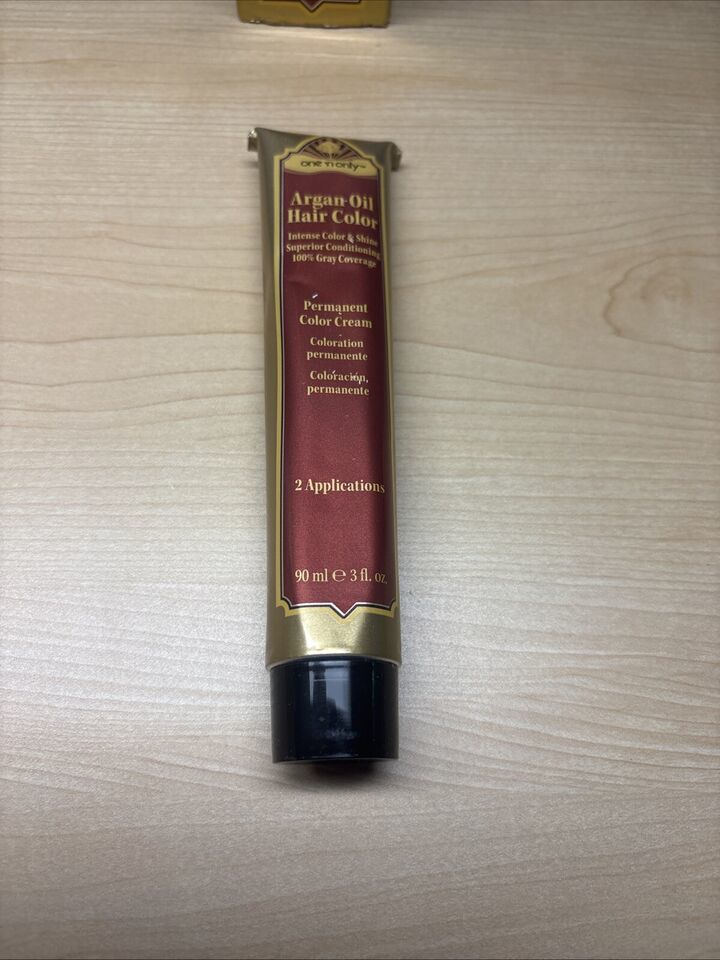 one 'n only™
Argan Oil
Hair Color
Intense Color & Shine
Superior Conditioning
100% Gray Coverage
Permanent
Color Cream
Coloration
permanente
Coloración,
permanente
2 Applications
90 ml ℮ 3 fl. oz.